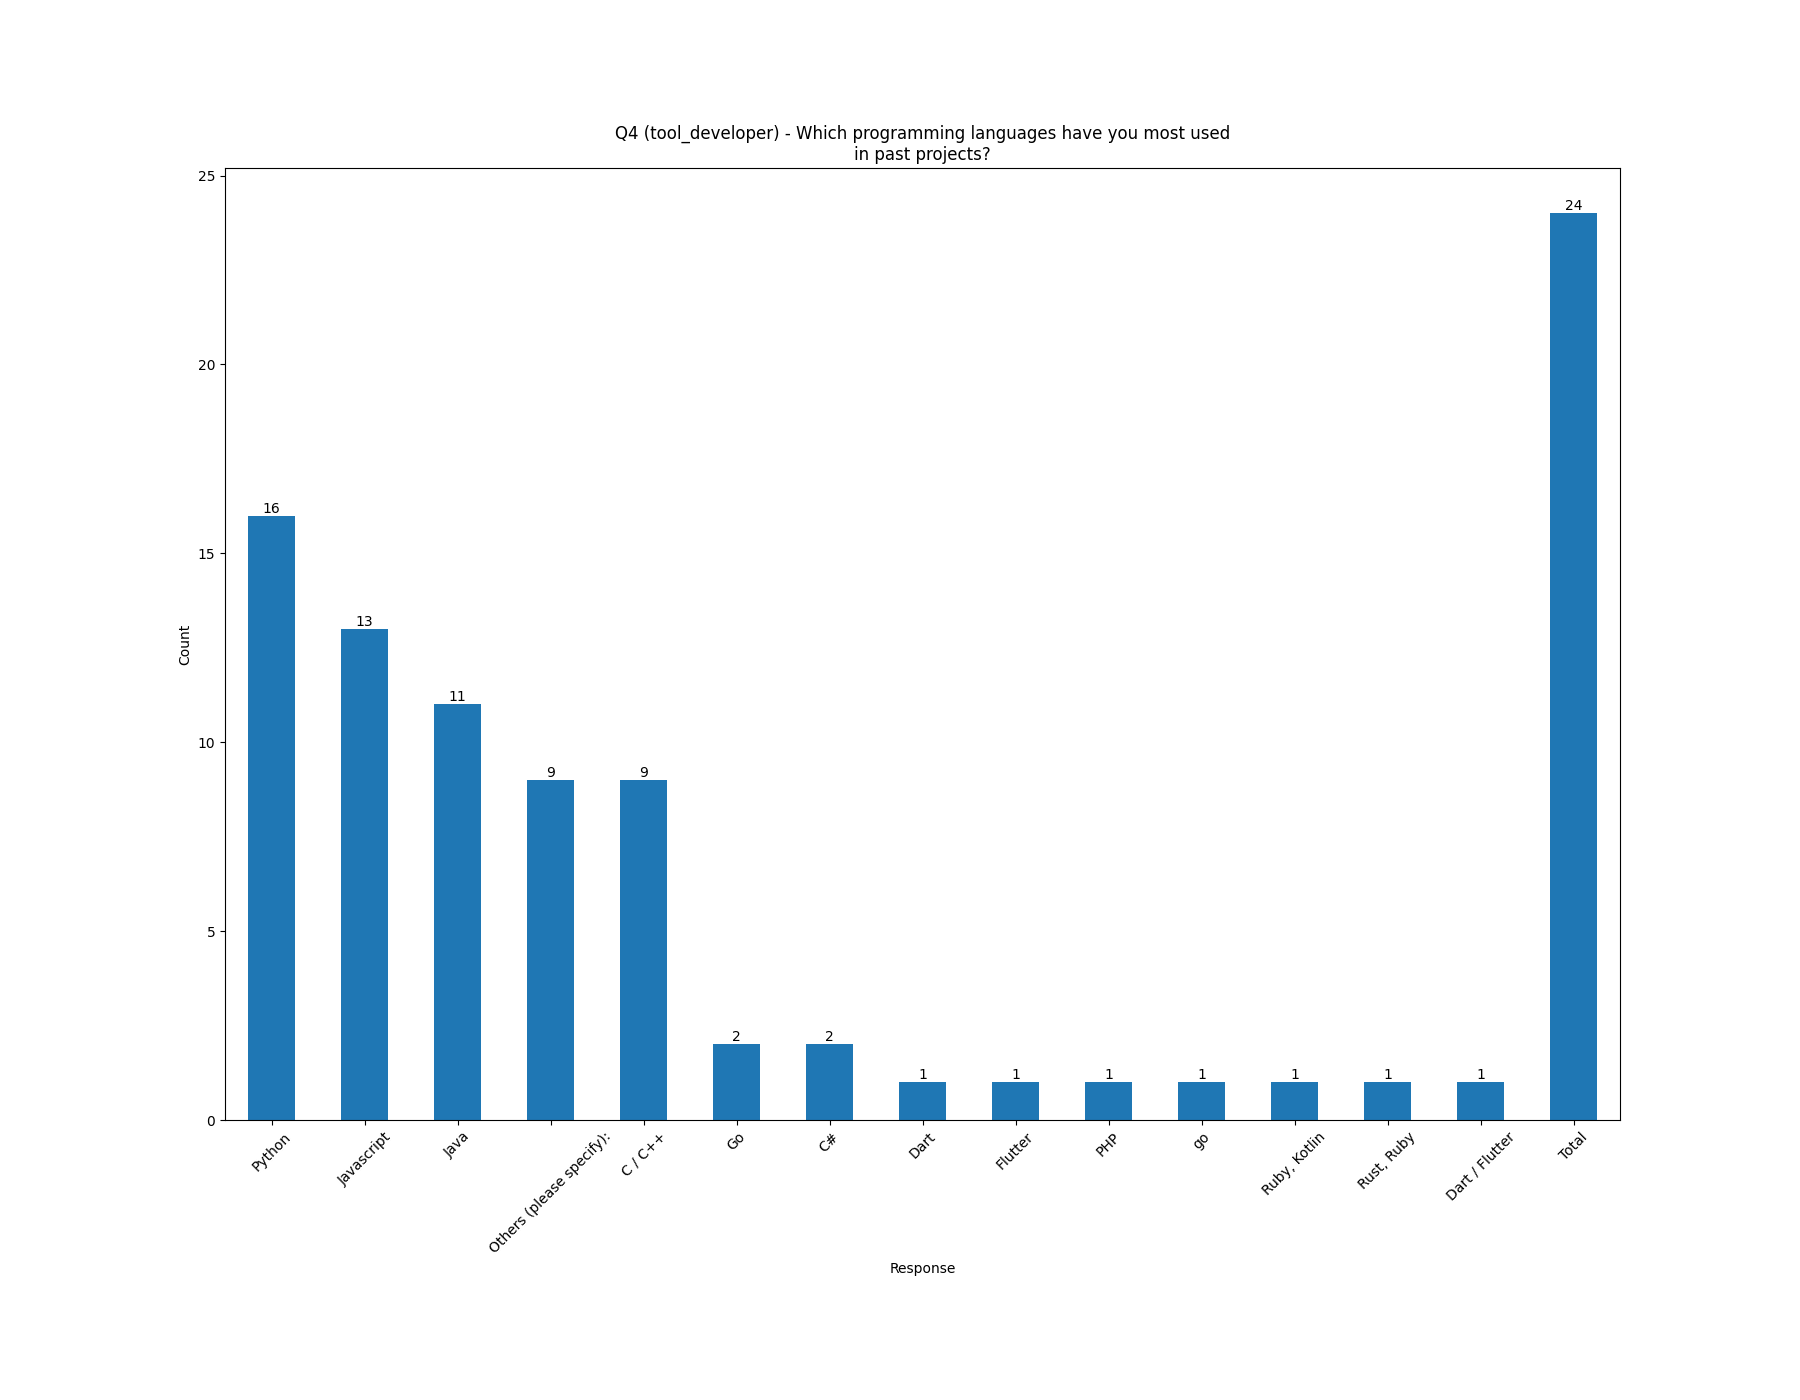 Q4 (tool_developer) - Which programming languages have you most used
in past projects?
25
20
15
10
5
0
Count
16
13
11
9
9
2
2
1
1
1
1
1
1
1
24
Python
Javascript
Java
Others (please specify):
C / C++
Go
C#
Dart
Flutter
PHP
go
Ruby, Kotlin
Rust, Ruby
Dart / Flutter
Total
Response